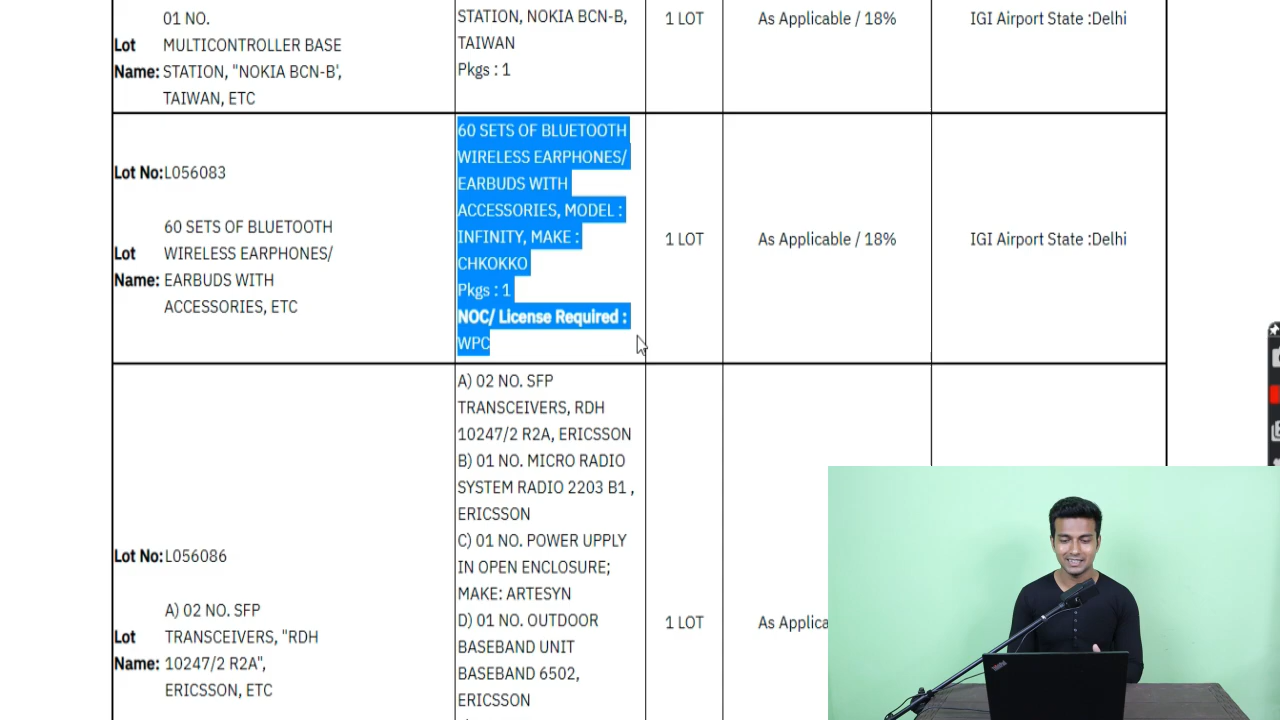 01 NO.
Lot MULTICONTROLLER BASE
Name: STATION, "NOKIA BCN-B',
TAIWAN, ETC
STATION, NOKIA BCN-B,
TAIWAN
Pkgs : 1
1 LOT
As Applicable / 18%
IGI Airport State :Delhi
Lot No: L056083
60 SETS OF BLUETOOTH
Lot WIRELESS EARPHONES/
Name: EARBUDS WITH
ACCESSORIES, ETC
60 SETS OF BLUETOOTH
WIRELESS EARPHONES/
EARBUDS WITH
ACCESSORIES, MODEL :
INFINITY, MAKE :
CHKOKKO
Pkgs : 1
NOC/ License Required :
WPC
1 LOT
As Applicable / 18%
IGI Airport State :Delhi
Lot No: L056086
A) 02 NO. SFP
Lot TRANSCEIVERS, "RDH
Name: 10247/2 R2A",
ERICSSON, ETC
A) 02 NO. SFP
TRANSCEIVERS, RDH
10247/2 R2A, ERICSSON
B) 01 NO. MICRO RADIO
SYSTEM RADIO 2203 B1 ,
ERICSSON
C) 01 NO. POWER UPPLY
IN OPEN ENCLOSURE;
MAKE: ARTESYN
D) 01 NO. OUTDOOR
BASEBAND UNIT
BASEBAND 6502,
ERICSSON
1 LOT
As Applica